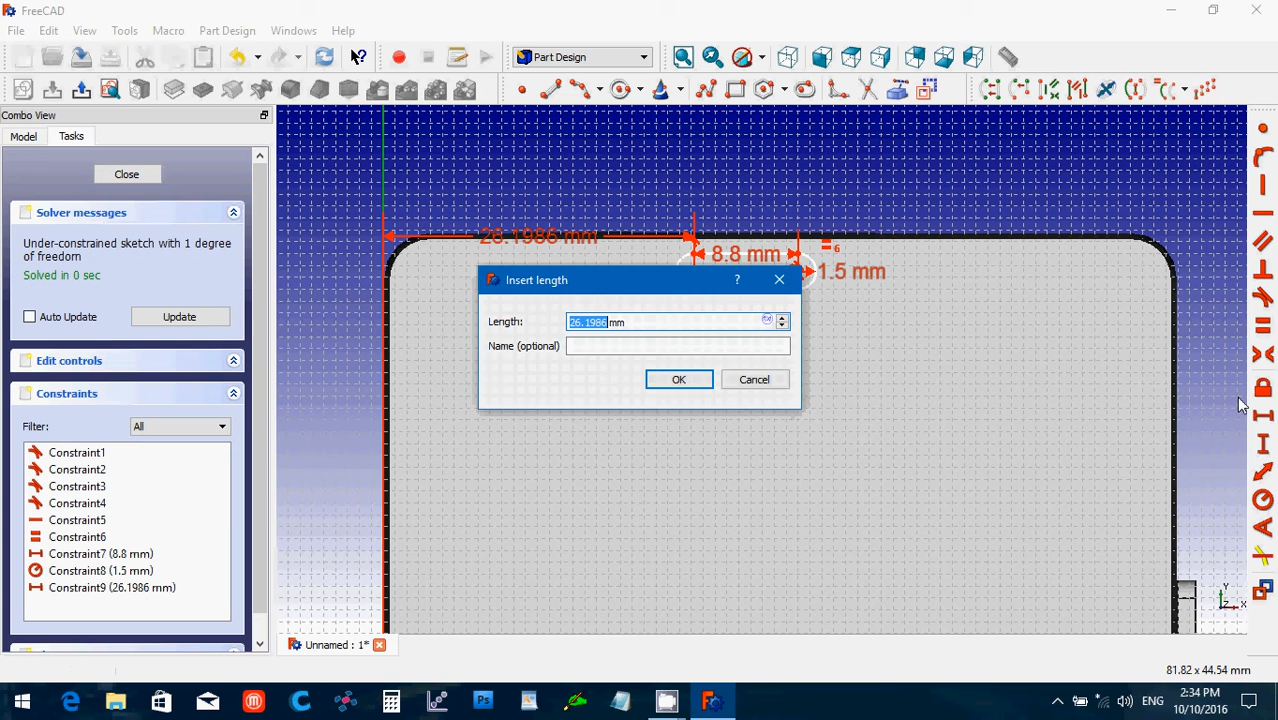 FreeCAD
File Edit View Tools Macro Part Design Windows Help
Part Design
Combo View
Model Tasks
Close
Solver messages
Under-constrained sketch with 1 degree
of freedom
Solved in 0 sec
Auto Update Update
Edit controls
Constraints
Filter: All
Constraint1
Constraint2
Constraint3
Constraint4
Constraint5
Constraint6
Constraint7 (8.8 mm)
Constraint8 (1.5 mm)
Constraint9 (26.1986 mm)
26.1986 mm
6
8.8 mm
1.5 mm
Insert length ?
Length: 26.1986 mm
Name (optional)
OK Cancel
Y
Z X
Unnamed : 1*
81.82 x 44.54 mm
ENG
2:34 PM
10/10/2016